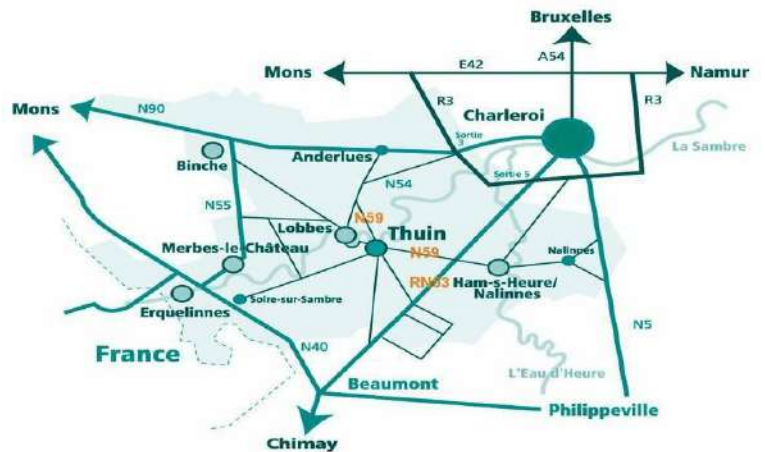 Bruxelles
A54
E42
Mons
Namur
R3
R3
Mons
Charleroi
N90
Sortie
3
La Sambre
Anderlues
Binche
Sortie 5
N54
N55
N59
Lobbes
Thuin
Merbes-le-Château
N59
Nalinnes
RN53
Ham-s-Heure/
Nalinnes
Solre-sur-Sambre
Erquelinnes
N5
France
N40
L'Eau d'Heure
Beaumont
Philippeville
Chimay